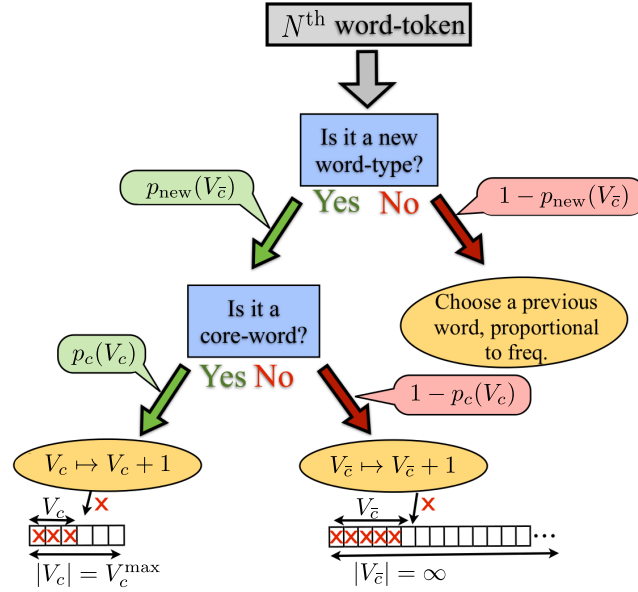 Nᵗʰ word-token
Is it a new
word-type?
p_new(V_c̄)
Yes No
1 − p_new(V_c̄)
Is it a
core-word?
Choose a previous
word, proportional
to freq.
p_c(V_c)
Yes No
1 − p_c(V_c)
V_c ↦ V_c + 1
V_c̄ ↦ V_c̄ + 1
V_c
x
V_c̄
x
x x x
x x x x x
...
|V_c| = V_c^max
|V_c̄| = ∞